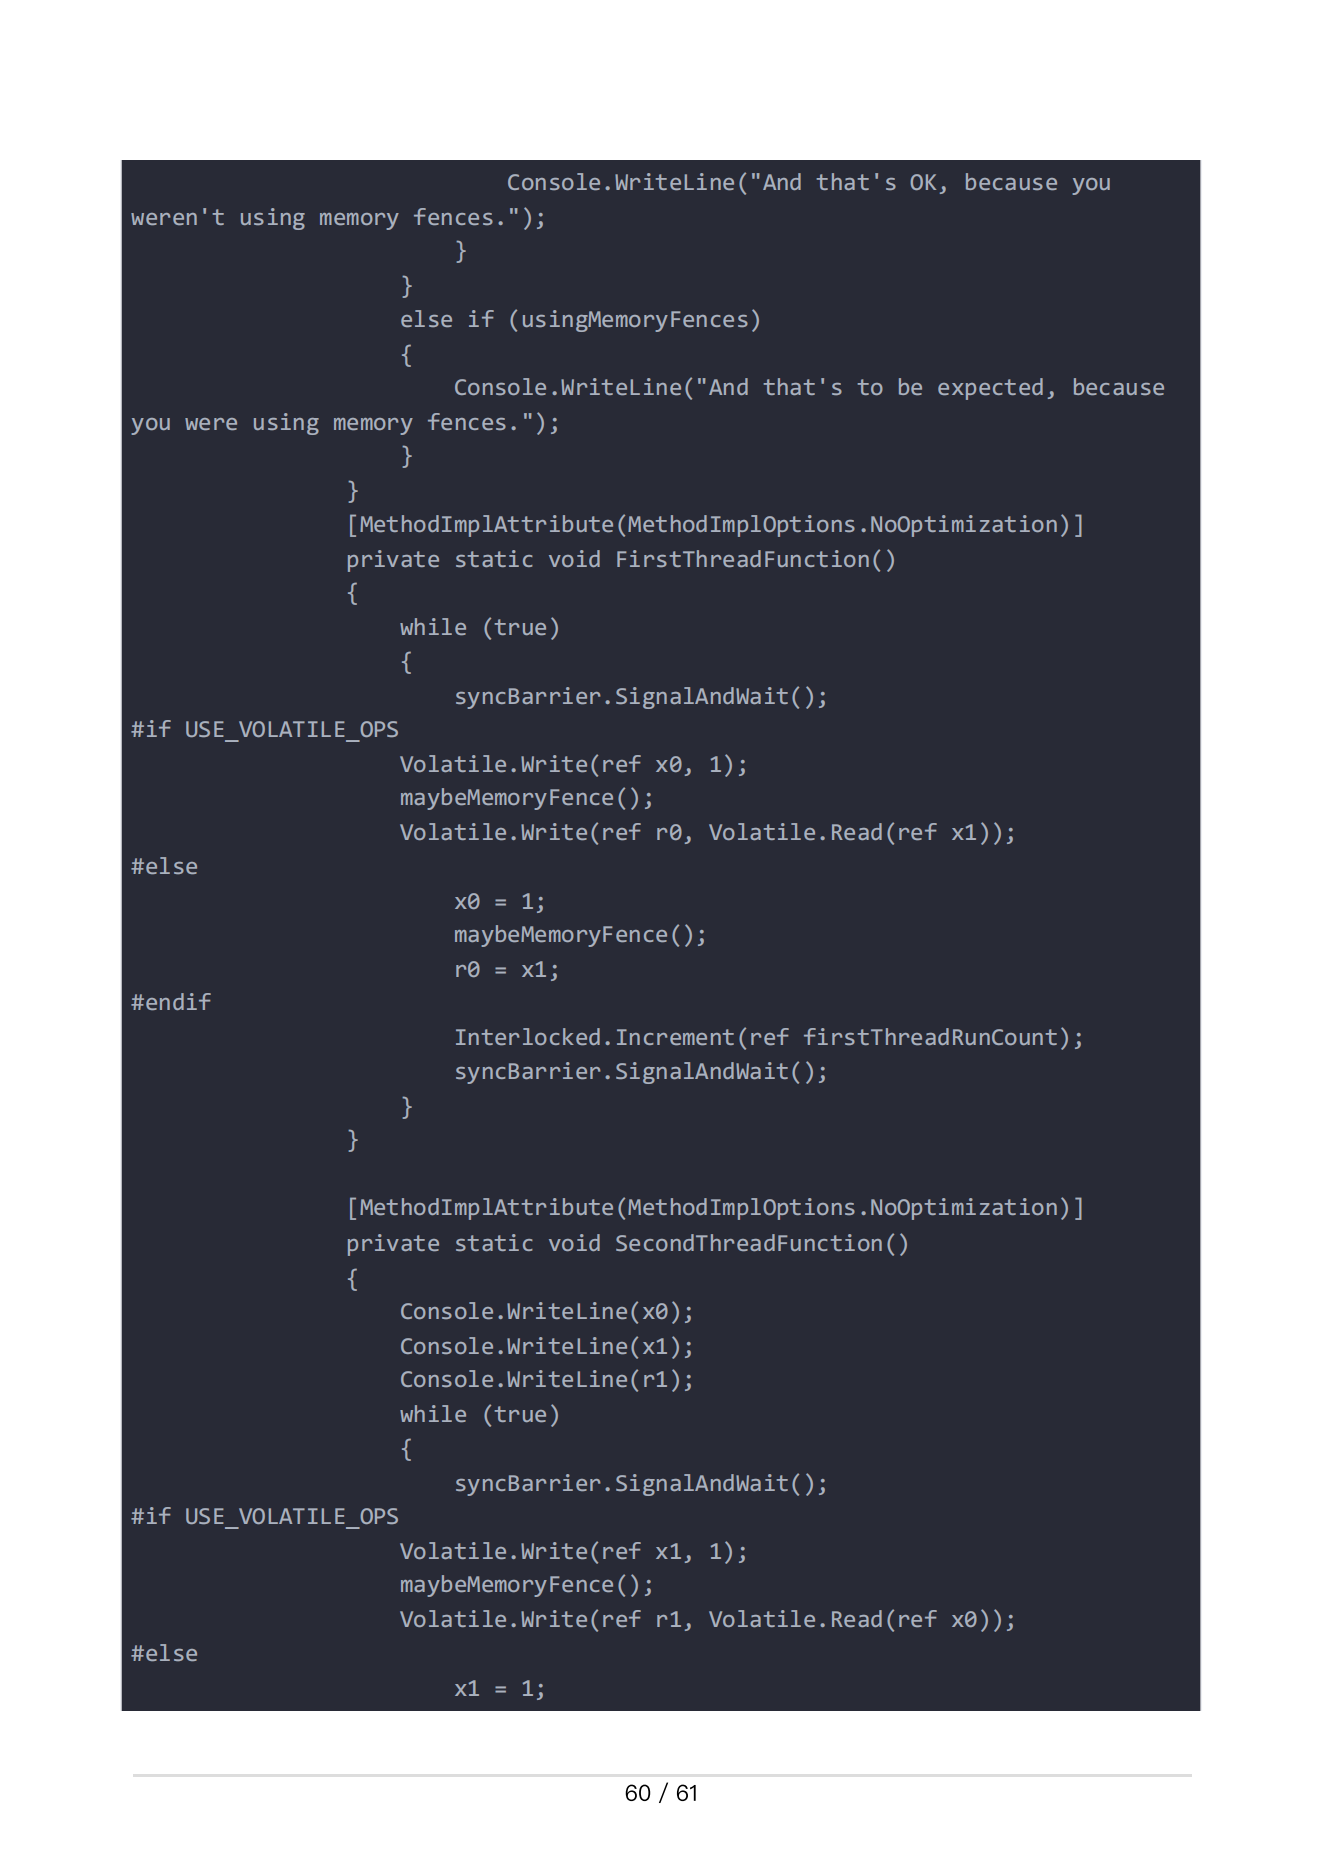 Console.WriteLine("And that's OK, because you
weren't using memory fences.");
}
}
else if (usingMemoryFences)
{
Console.WriteLine("And that's to be expected, because
you were using memory fences.");
}
}
[MethodImplAttribute(MethodImplOptions.NoOptimization)]
private static void FirstThreadFunction()
{
while (true)
{
syncBarrier.SignalAndWait();
#if USE_VOLATILE_OPS
Volatile.Write(ref x0, 1);
maybeMemoryFence();
Volatile.Write(ref r0, Volatile.Read(ref x1));
#else
x0 = 1;
maybeMemoryFence();
r0 = x1;
#endif
Interlocked.Increment(ref firstThreadRunCount);
syncBarrier.SignalAndWait();
}
}
[MethodImplAttribute(MethodImplOptions.NoOptimization)]
private static void SecondThreadFunction()
{
Console.WriteLine(x0);
Console.WriteLine(x1);
Console.WriteLine(r1);
while (true)
{
syncBarrier.SignalAndWait();
#if USE_VOLATILE_OPS
Volatile.Write(ref x1, 1);
maybeMemoryFence();
Volatile.Write(ref r1, Volatile.Read(ref x0));
#else
x1 = 1;
60 / 61